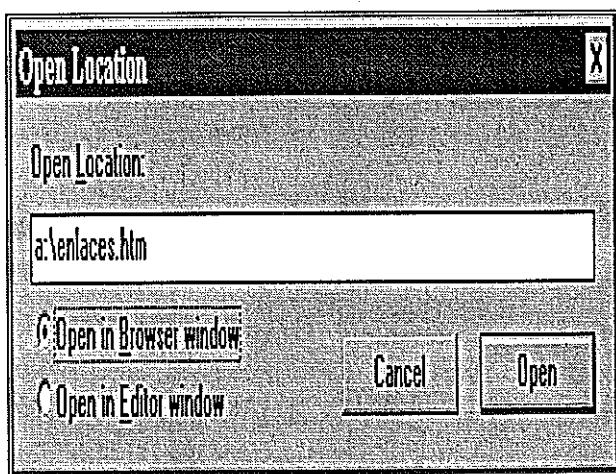 Open Location
X
Open Location:
a:\enlaces.htm
Open in Browser window
Open in Editor window
Cancel
Open